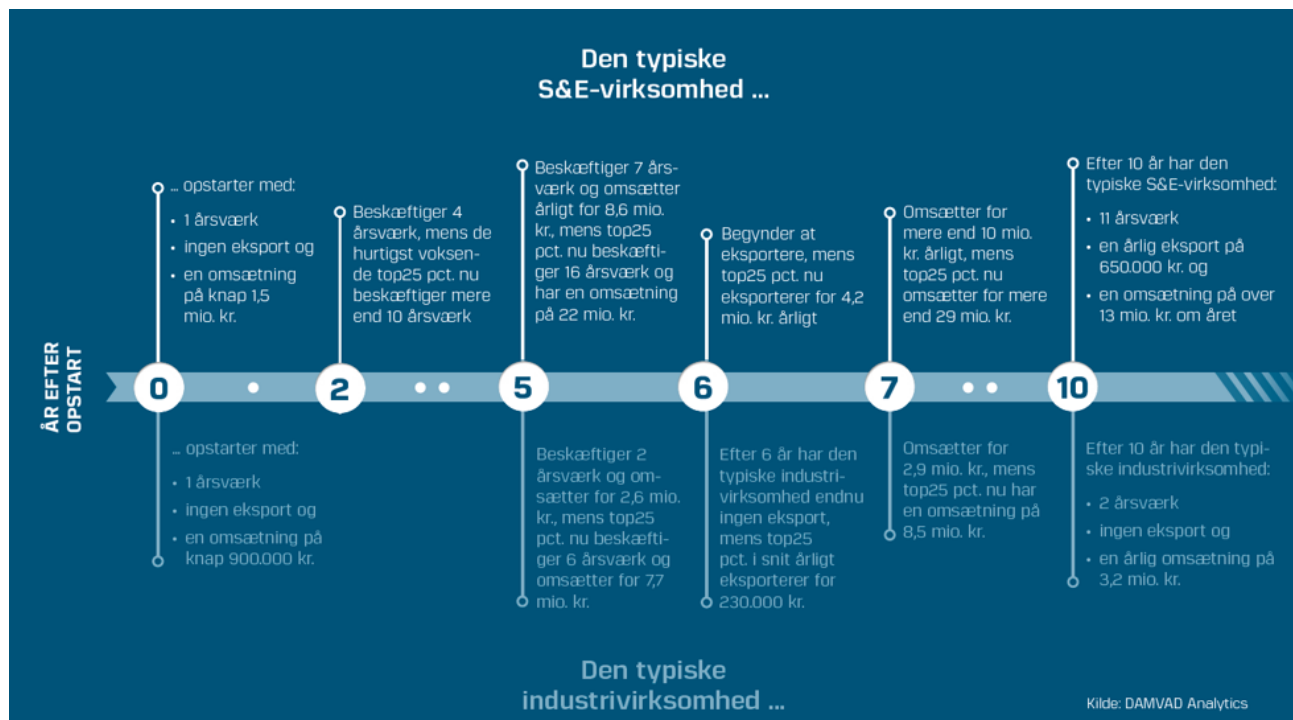 Den typiske
S&E-virksomhed ...
... opstarter med:
• 1 årsværk
• ingen eksport og
• en omsætning
på knap 1,5
mio. kr.
Beskæftiger 4
årsværk, mens de
hurtigst voksen-
de top25 pct. nu
beskæftiger mere
end 10 årsværk
Beskæftiger 7 års-
værk og omsætter
årligt for 8,6 mio.
kr., mens top25
pct. nu beskæfti-
ger 16 årsværk og
har en omsætning
på 22 mio. kr.
Begynder at
eksportere, mens
top25 pct. nu
eksporterer for 4,2
mio. kr. årligt
Omsætter for
mere end 10 mio.
kr. årligt, mens
top25 pct. nu
omsætter for mere
end 29 mio. kr.
Efter 10 år har den
typiske S&E-virksomhed:
• 11 årsværk
• en årlig eksport på
650.000 kr. og
• en omsætning på over
13 mio. kr. om året
ÅR EFTER
OPSTART
0
2
5
6
7
10
... opstarter med:
• 1 årsværk
• ingen eksport og
• en omsætning på
knap 900.000 kr.
Beskæftiger 2
årsværk og om-
sætter for 2,6 mio.
kr., mens top25
pct. nu beskæfti-
ger 6 årsværk og
omsætter for 7,7
mio. kr.
Efter 6 år har den
typiske industri-
virksomhed endnu
ingen eksport,
mens top25
pct. i snit årligt
eksporterer for
230.000 kr.
Omsætter for
2,9 mio. kr., mens
top25 pct. nu har
en omsætning på
8,5 mio. kr.
Efter 10 år har den typi-
ske industrivirksomhed:
• 2 årsværk
• ingen eksport og
• en årlig omsætning på
3,2 mio. kr.
Den typiske
industrivirksomhed ...
Kilde: DAMVAD Analytics